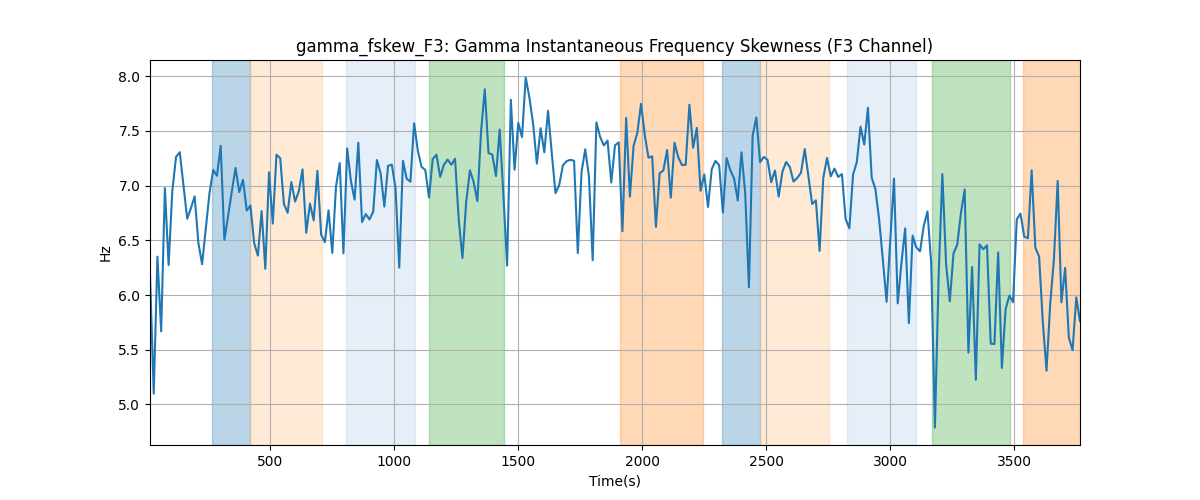 gamma_fskew_F3: Gamma Instantaneous Frequency Skewness (F3 Channel)
8.0
7.5
7.0
6.5
6.0
5.5
5.0
Hz
500 1000 1500 2000 2500 3000 3500
Time(s)